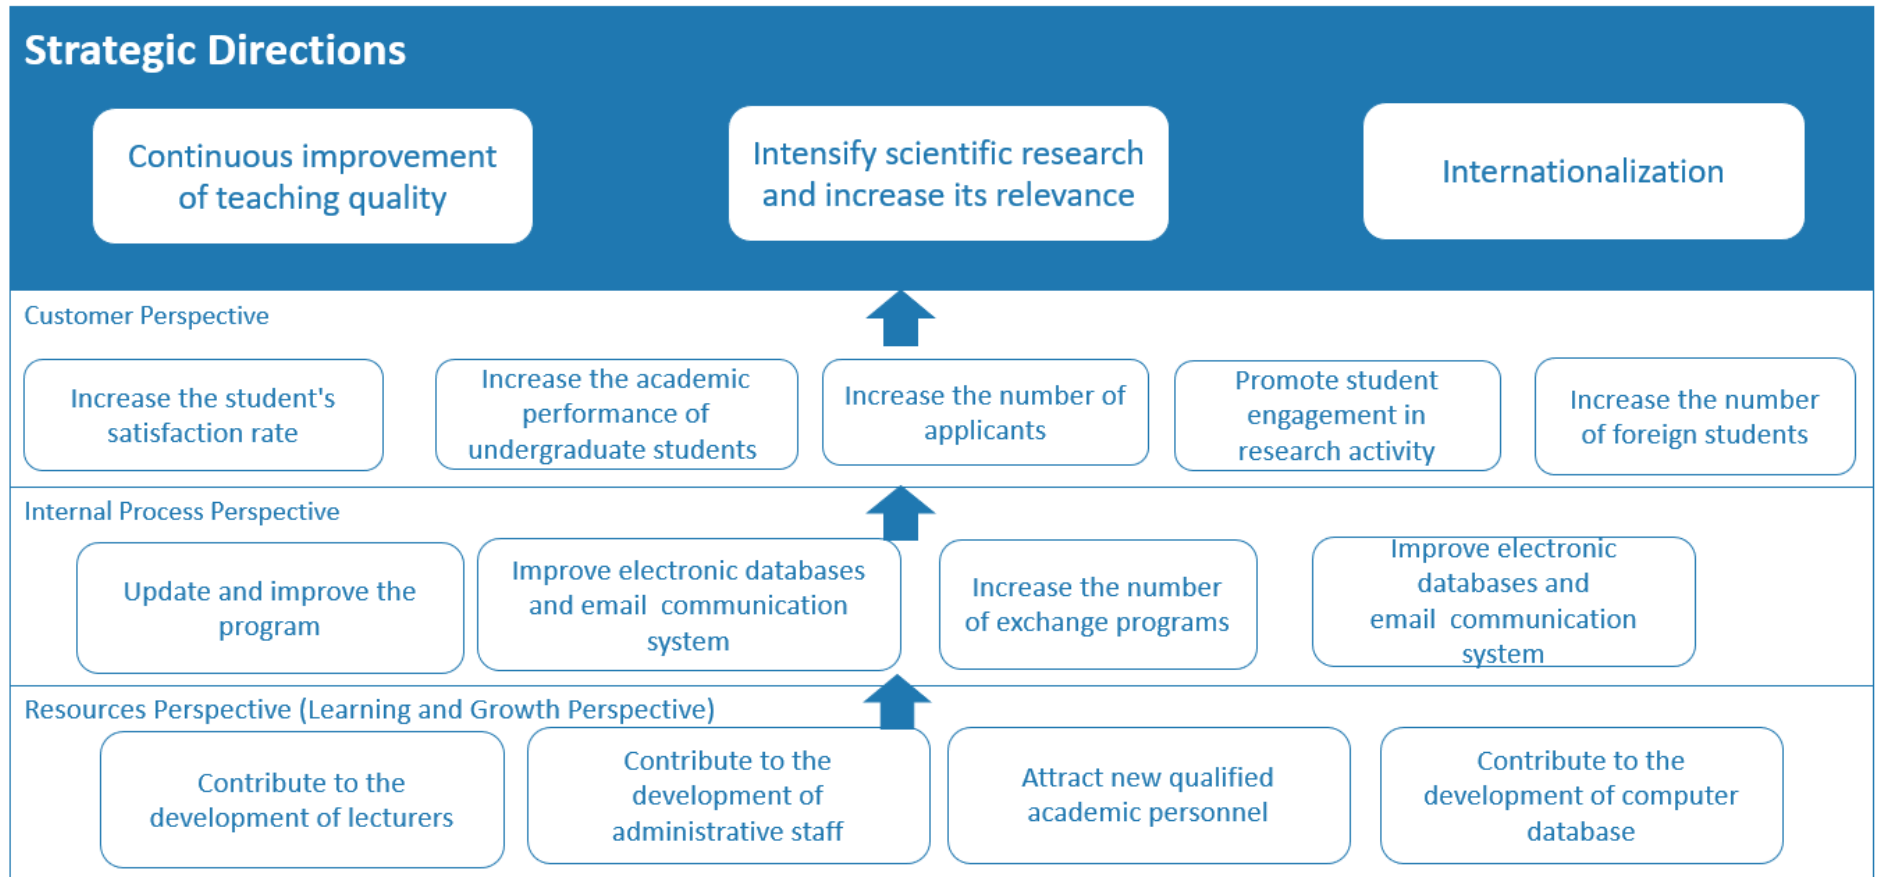 Strategic Directions
Continuous improvement
of teaching quality
Intensify scientific research
and increase its relevance
Internationalization
Customer Perspective
Increase the student's
satisfaction rate
Increase the academic
performance of
undergraduate students
Increase the number of
applicants
Promote student
engagement in
research activity
Increase the number
of foreign students
Internal Process Perspective
Update and improve the
program
Improve electronic databases
and email  communication
system
Increase the number
of exchange programs
Improve electronic
databases and
email  communication
system
Resources Perspective (Learning and Growth Perspective)
Contribute to the
development of lecturers
Contribute to the
development of
administrative staff
Attract new qualified
academic personnel
Contribute to the
development of computer
database